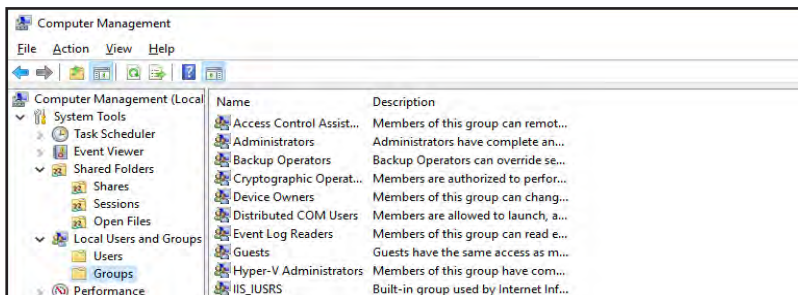 Computer Management
File Action View Help
Computer Management (Local
System Tools
Task Scheduler
Event Viewer
Shared Folders
Shares
Sessions
Open Files
Local Users and Groups
Users
Groups
Performance
Name Description
Access Control Assist... Members of this group can remot...
Administrators Administrators have complete an...
Backup Operators Backup Operators can override se...
Cryptographic Operat... Members are authorized to perfor...
Device Owners Members of this group can chang...
Distributed COM Users Members are allowed to launch, a...
Event Log Readers Members of this group can read e...
Guests Guests have the same access as m...
Hyper-V Administrators Members of this group have com...
IIS_IUSRS Built-in group used by Internet Inf...